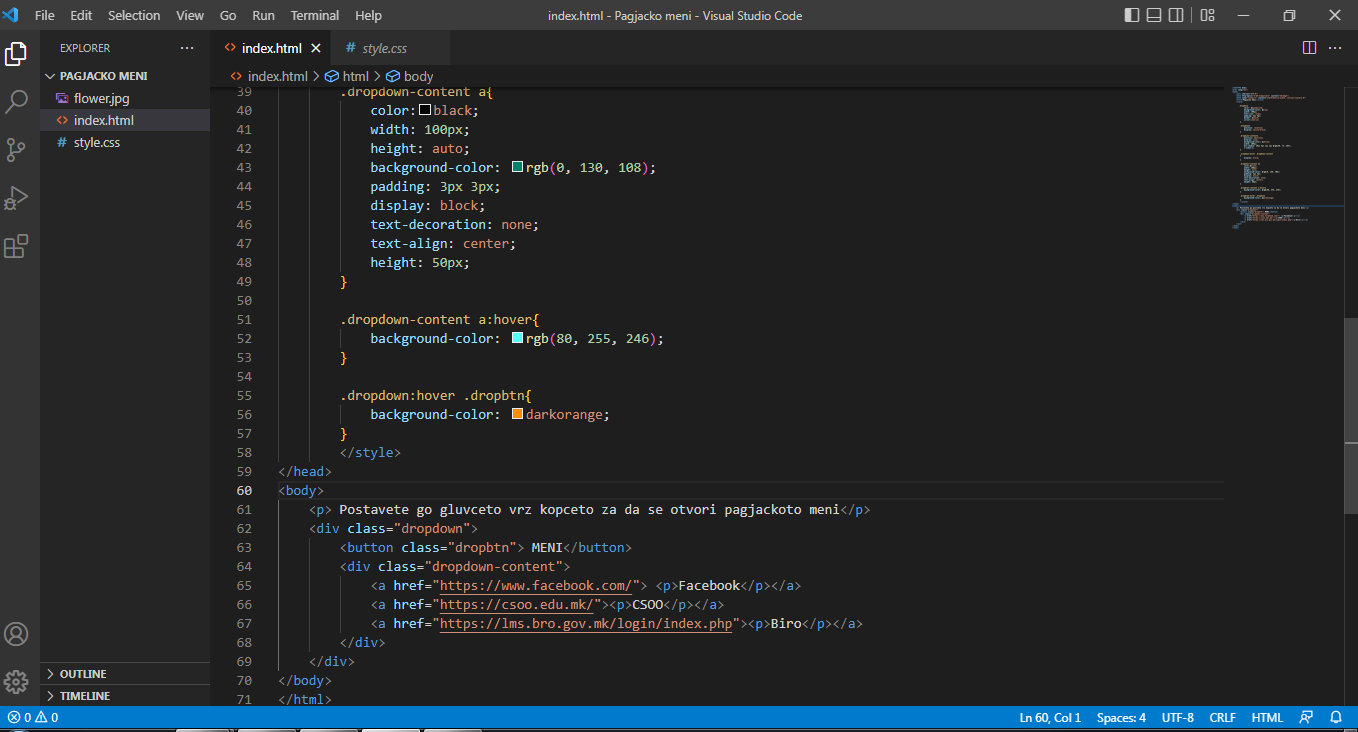 File Edit Selection View Go Run Terminal Help
index.html - Pagjacko meni - Visual Studio Code
EXPLORER
PAGJACKO MENI
flower.jpg
index.html
style.css
OUTLINE
TIMELINE
index.html
style.css
index.html > html > body
39 .dropdown-content a{
40 color: black;
41 width: 100px;
42 height: auto;
43 background-color: rgb(0, 130, 108);
44 padding: 3px 3px;
45 display: block;
46 text-decoration: none;
47 text-align: center;
48 height: 50px;
49 }
50
51 .dropdown-content a:hover{
52 background-color: rgb(80, 255, 246);
53 }
54
55 .dropdown:hover .dropbtn{
56 background-color: darkorange;
57 }
58 </style>
59 </head>
60 <body>
61 <p> Postavete go gluvceto vrz kopceto za da se otvori pagjackoto meni</p>
62 <div class="dropdown">
63 <button class="dropbtn"> MENI</button>
64 <div class="dropdown-content">
65 <a href="https://www.facebook.com/"> <p>Facebook</p></a>
66 <a href="https://csoo.edu.mk/"><p>CSOO</p></a>
67 <a href="https://lms.bro.gov.mk/login/index.php"><p>Biro</p></a>
68 </div>
69 </div>
70 </body>
71 </html>
0 0
Ln 60, Col 1 Spaces: 4 UTF-8 CRLF HTML